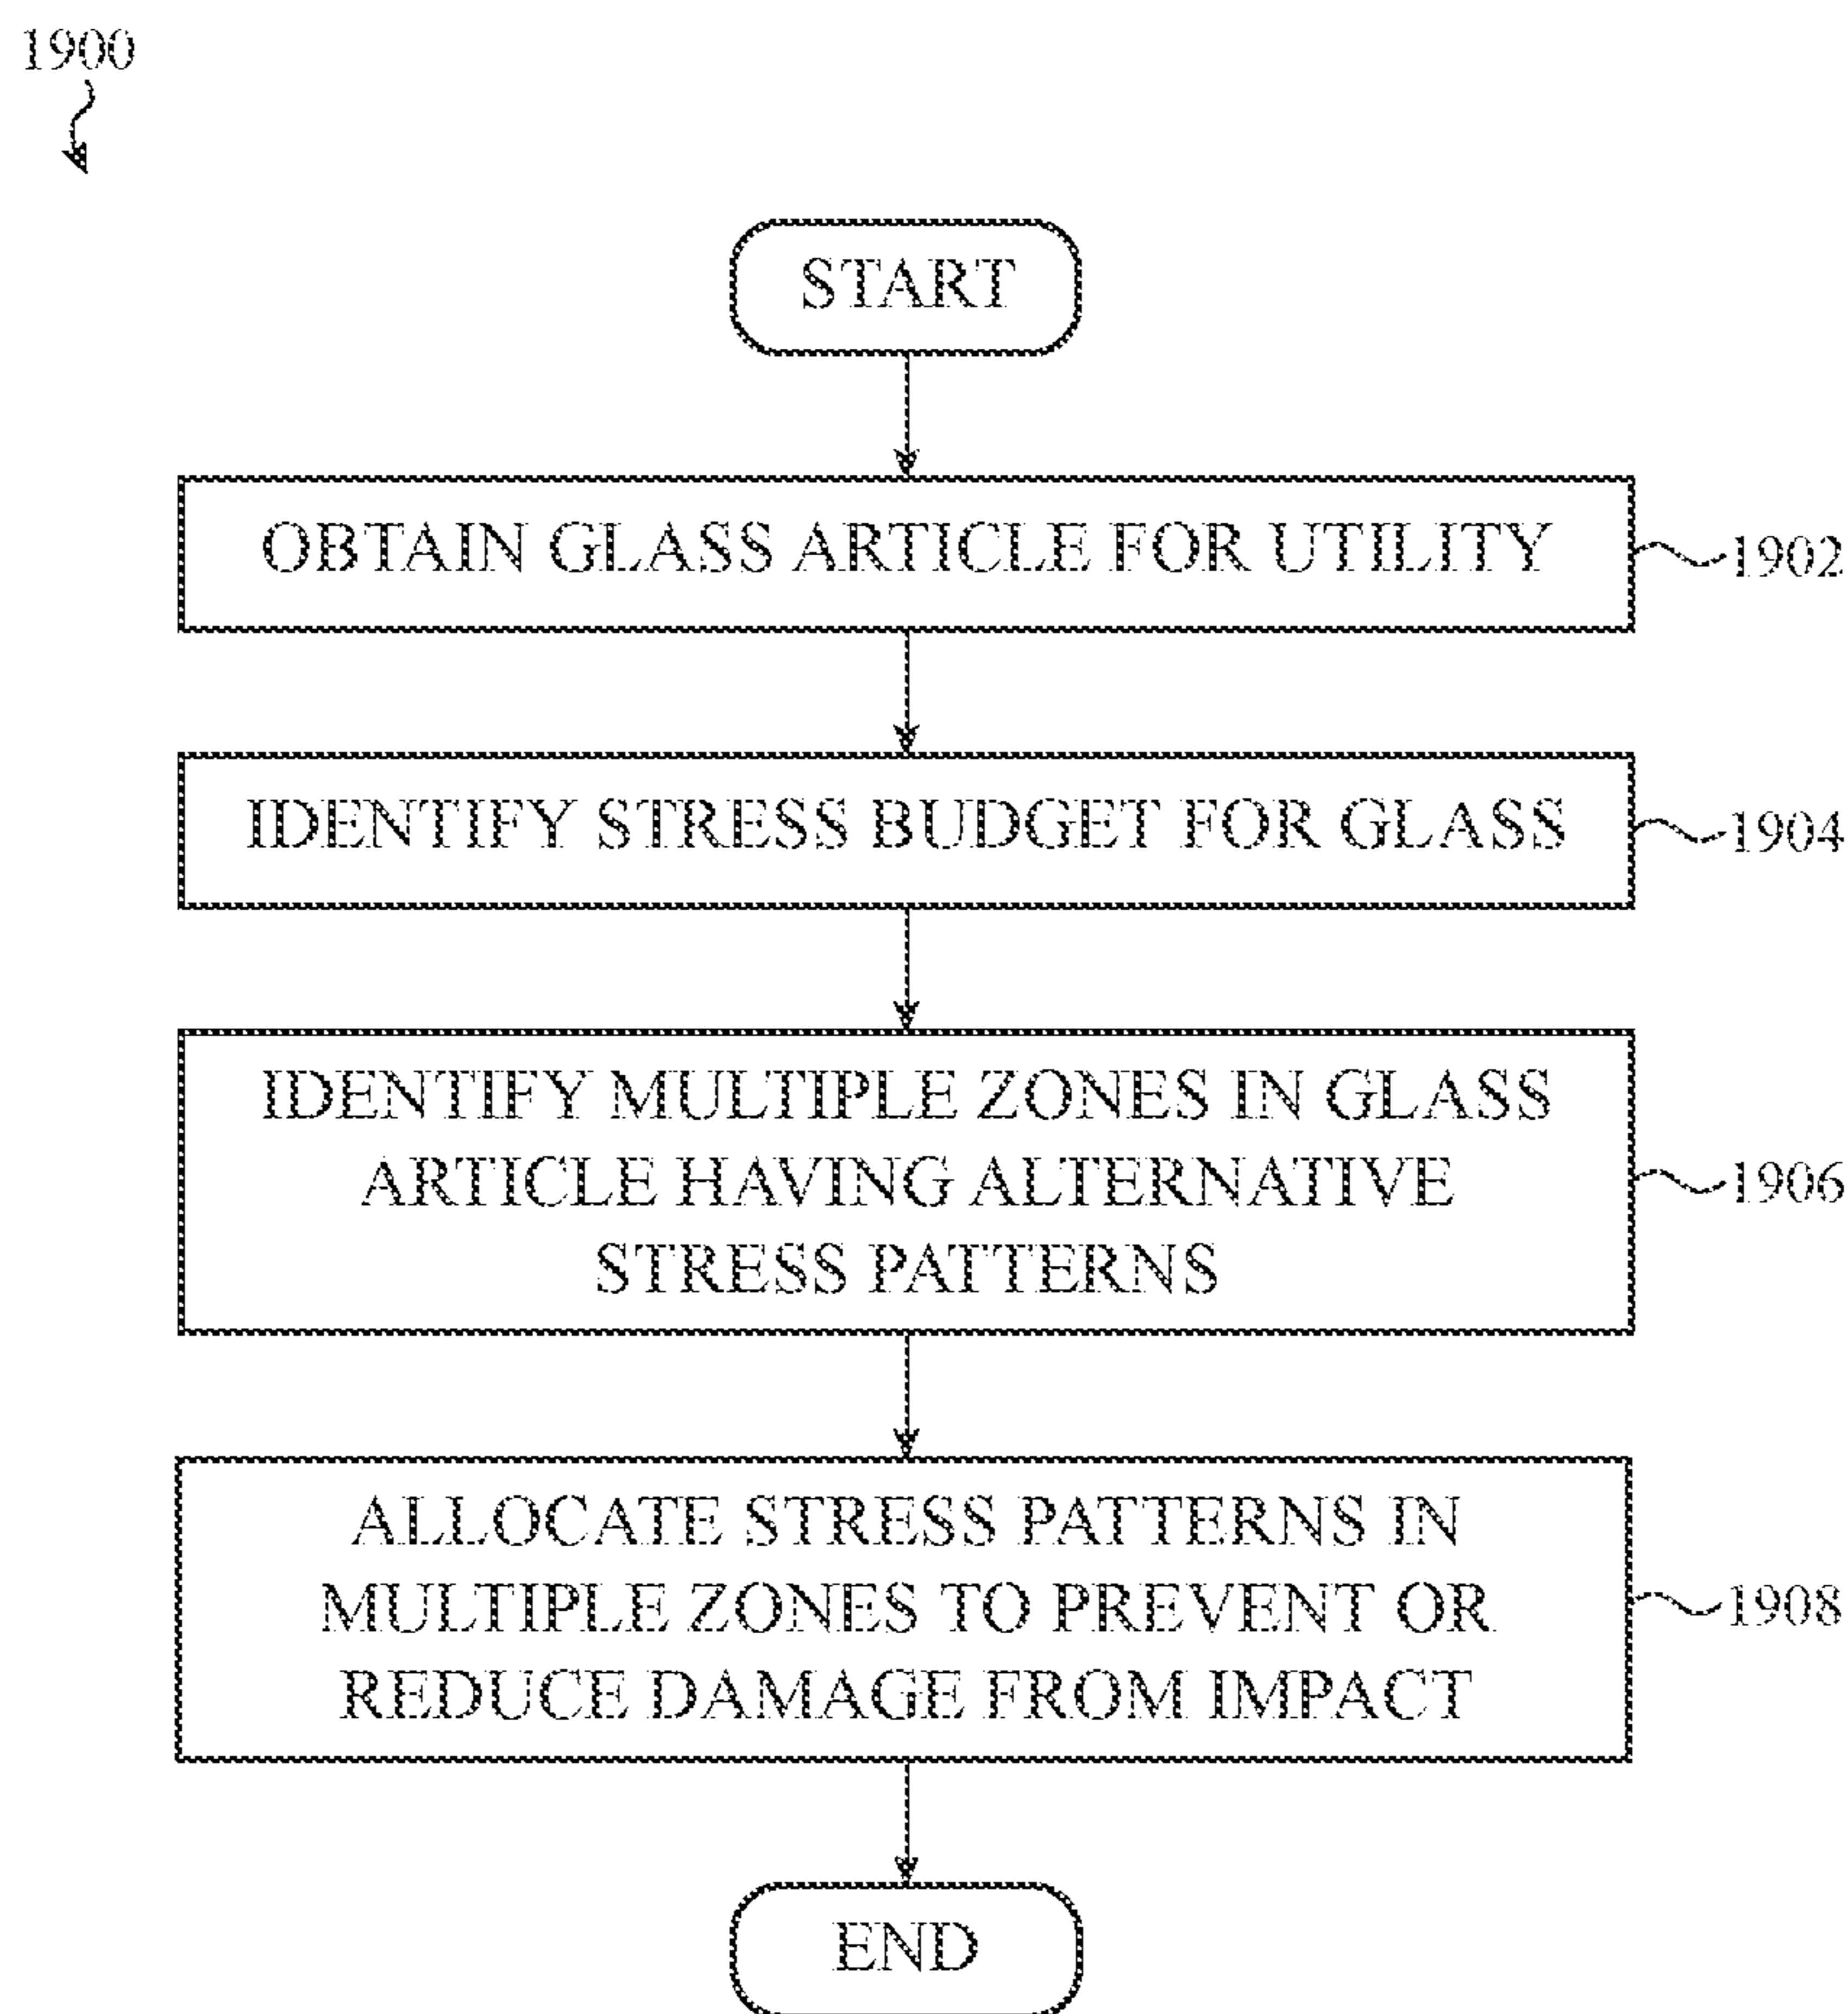 1900
START
OBTAIN GLASS ARTICLE FOR UTILITY
1902
IDENTIFY STRESS BUDGET FOR GLASS
1904
IDENTIFY MULTIPLE ZONES IN GLASS
ARTICLE HAVING ALTERNATIVE
STRESS PATTERNS
1906
ALLOCATE STRESS PATTERNS IN
MULTIPLE ZONES TO PREVENT OR
REDUCE DAMAGE FROM IMPACT
1908
END